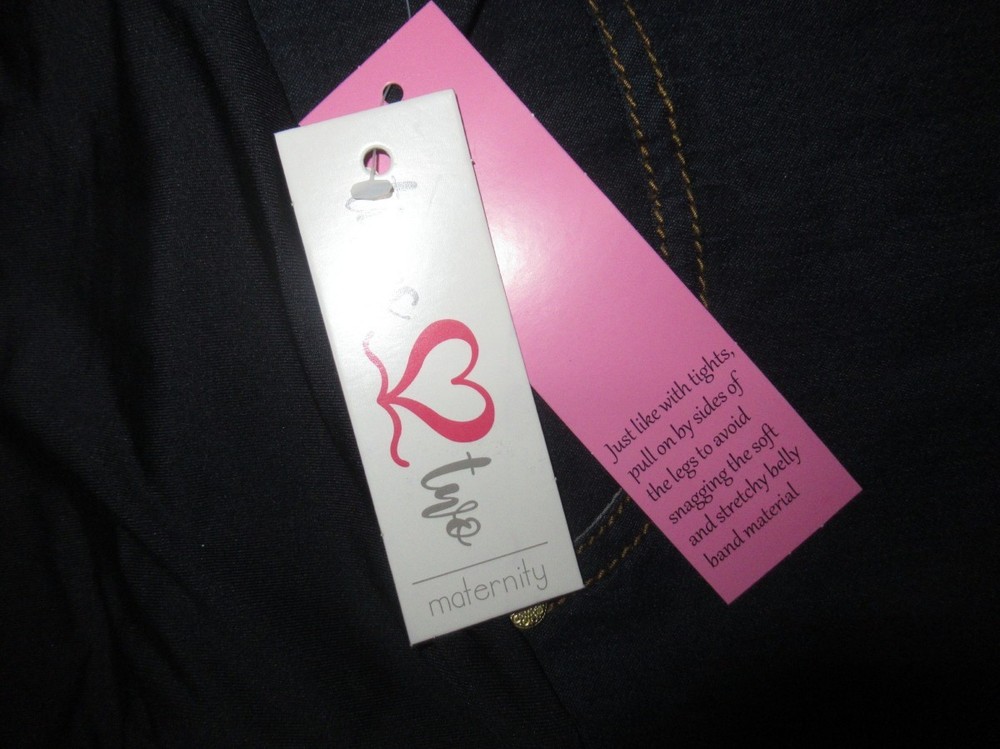 two
maternity
Just like with tights,
pull on by sides of
the legs to avoid
snagging the soft
and stretchy belly
band material